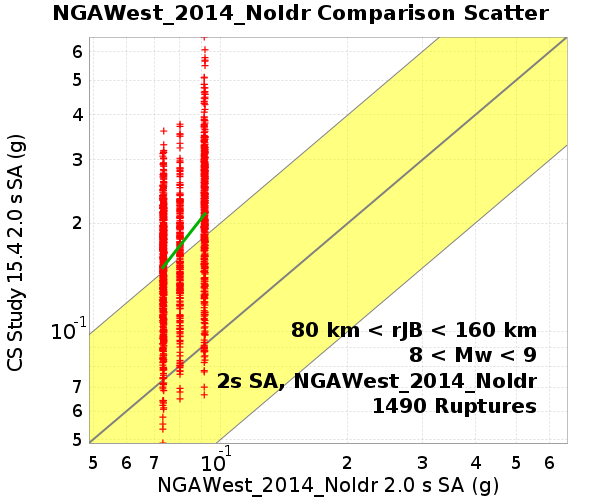 NGAWest_2014_NoIdr Comparison Scatter
CS Study 15.4 2.0 s SA (g)
6
5
4
3
2
10-1
7
6
5
80 km < rJB < 160 km
8 < Mw < 9
2s SA, NGAWest_2014_NoIdr
1490 Ruptures
5 6 7 10-1 2 3 4 5 6
NGAWest_2014_NoIdr 2.0 s SA (g)